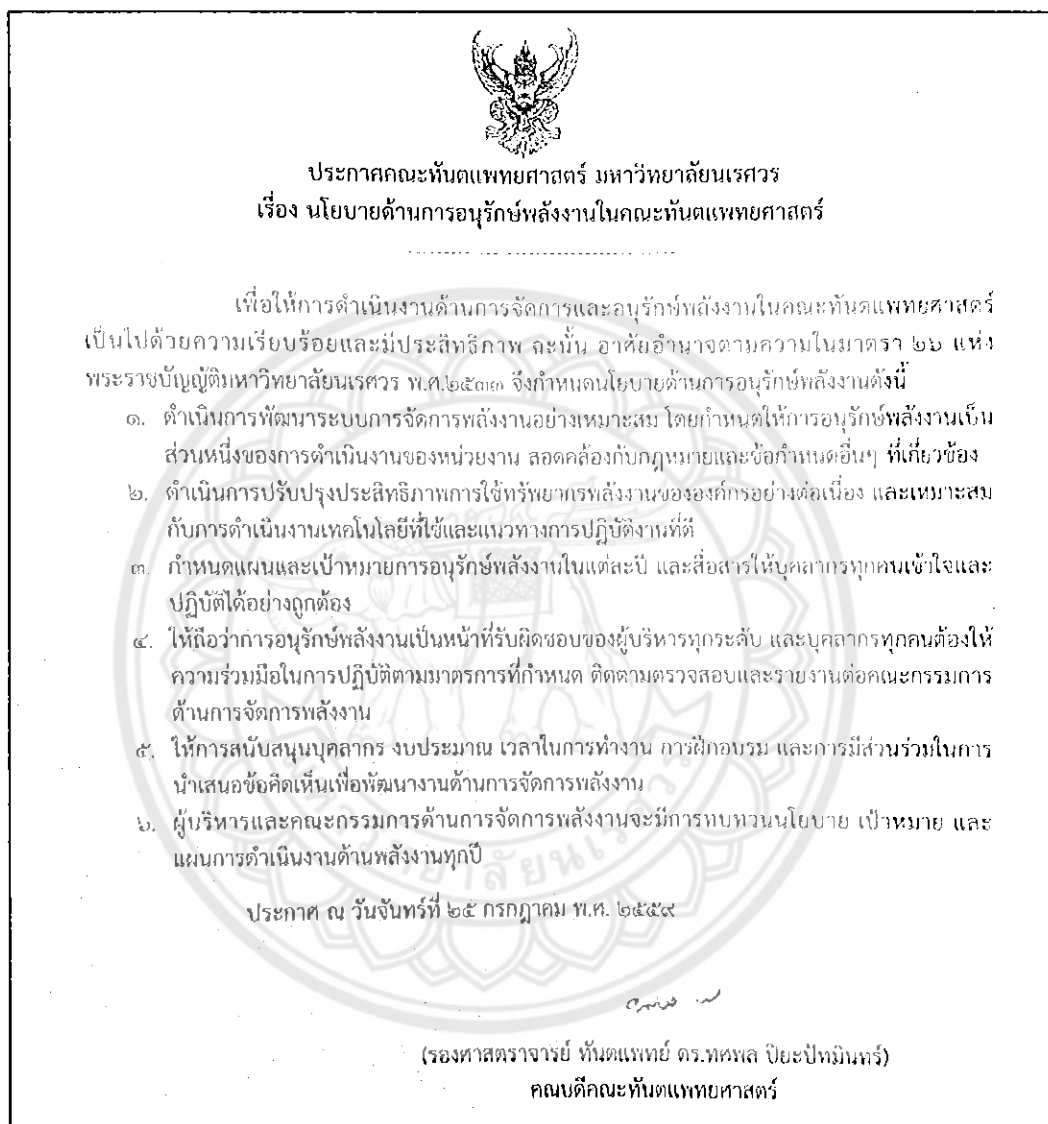 ประกาศคณะทันตแพทยศาสตร์ มหาวิทยาลัยนเรศวร
เรื่อง นโยบายด้านการอนุรักษ์พลังงานในคณะทันตแพทยศาสตร์
เพื่อให้การดำเนินงานด้านการจัดการและอนุรักษ์พลังงานในคณะทันตแพทยศาสตร์
เป็นไปด้วยความเรียบร้อยและมีประสิทธิภาพ ฉะนั้น อาศัยอำนาจตามความในมาตรา ๒๖ แห่ง
พระราชบัญญัติมหาวิทยาลัยนเรศวร พ.ศ.๒๕๓๓ จึงกำหนดนโยบายด้านการอนุรักษ์พลังงานดังนี้
๑. ดำเนินการพัฒนาระบบการจัดการพลังงานอย่างเหมาะสม โดยกำหนดให้การอนุรักษ์พลังงานเป็น
ส่วนหนึ่งของการดำเนินงานของหน่วยงาน สอดคล้องกับกฎหมายและข้อกำหนดอื่นๆ ที่เกี่ยวข้อง
๒. ดำเนินการปรับปรุงประสิทธิภาพการใช้ทรัพยากรพลังงานขององค์กรอย่างต่อเนื่อง และเหมาะสม
กับการดำเนินงานเทคโนโลยีที่ใช้และแนวทางการปฏิบัติงานที่ดี
๓. กำหนดแผนและเป้าหมายการอนุรักษ์พลังงานในแต่ละปี และสื่อสารให้บุคลากรทุกคนเข้าใจและ
ปฏิบัติได้อย่างถูกต้อง
๔. ให้ถือว่าการอนุรักษ์พลังงานเป็นหน้าที่รับผิดชอบของผู้บริหารทุกระดับ และบุคลากรทุกคนต้องให้
ความร่วมมือในการปฏิบัติตามมาตรการที่กำหนด ติดตามตรวจสอบและรายงานต่อคณะกรรมการ
ด้านการจัดการพลังงาน
๕. ให้การสนับสนุนบุคลากร งบประมาณ เวลาในการทำงาน การฝึกอบรม และการมีส่วนร่วมในการ
นำเสนอข้อคิดเห็นเพื่อพัฒนางานด้านการจัดการพลังงาน
๖. ผู้บริหารและคณะกรรมการด้านการจัดการพลังงานจะมีการทบทวนนโยบาย เป้าหมาย และ
แผนการดำเนินงานด้านพลังงานทุกปี
ประกาศ ณ วันจันทร์ที่ ๒๕ กรกฎาคม พ.ศ. ๒๕๕๙
(รองศาสตราจารย์ ทันตแพทย์ ดร.ทศพล ปิยะปัทมินทร์)
คณบดีคณะทันตแพทยศาสตร์